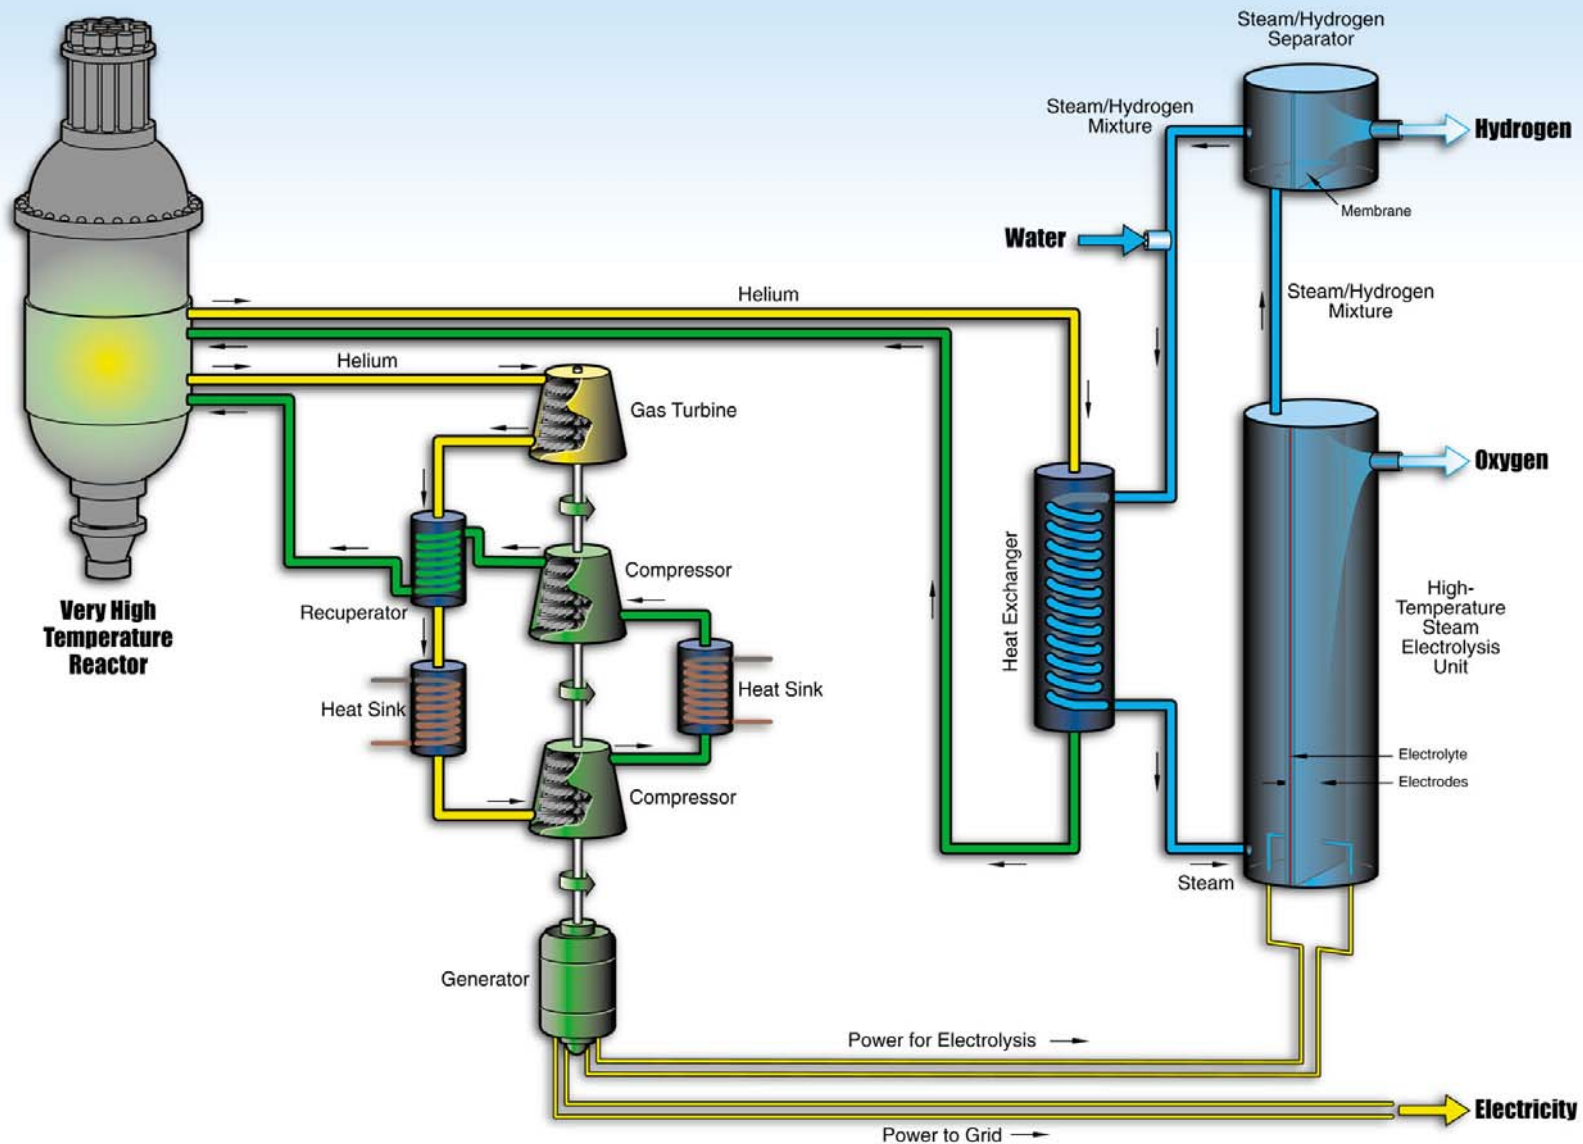 Steam/Hydrogen
Separator
Steam/Hydrogen
Mixture
Hydrogen
Membrane
Water
Steam/Hydrogen
Mixture
Helium
Helium
Gas Turbine
Oxygen
Compressor
Recuperator
Very High
Temperature
Reactor
Heat Exchanger
High-
Temperature
Steam
Electrolysis
Unit
Heat Sink
Heat Sink
Electrolyte
Electrodes
Compressor
Steam
Generator
Power for Electrolysis
Electricity
Power to Grid